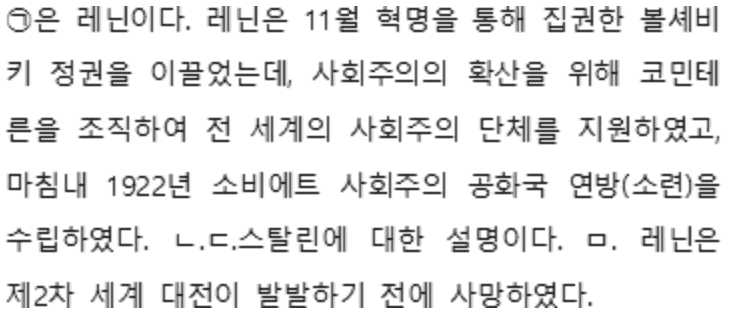 ㉠은 레닌이다. 레닌은 11월 혁명을 통해 집권한 볼셰비
키 정권을 이끌었는데, 사회주의의 확산을 위해 코민테
른을 조직하여 전 세계의 사회주의 단체를 지원하였고,
마침내 1922년 소비에트 사회주의 공화국 연방(소련)을
수립하였다. ㄴ.ㄷ.스탈린에 대한 설명이다. ㅁ. 레닌은
제2차 세계 대전이 발발하기 전에 사망하였다.